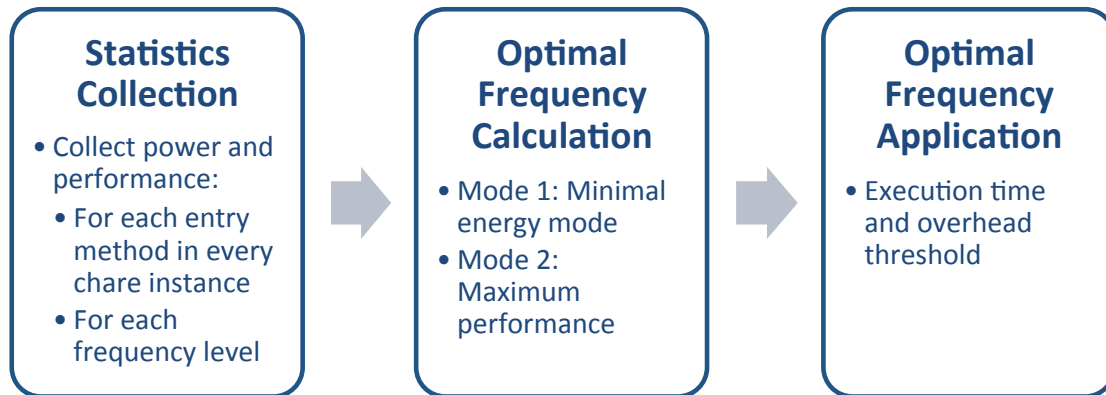 Statistics
Collection
• Collect power and
performance:
• For each entry
method in every
chare instance
• For each
frequency level
Optimal
Frequency
Calculation
• Mode 1: Minimal
energy mode
• Mode 2:
Maximum
performance
Optimal
Frequency
Application
• Execution time
and overhead
threshold